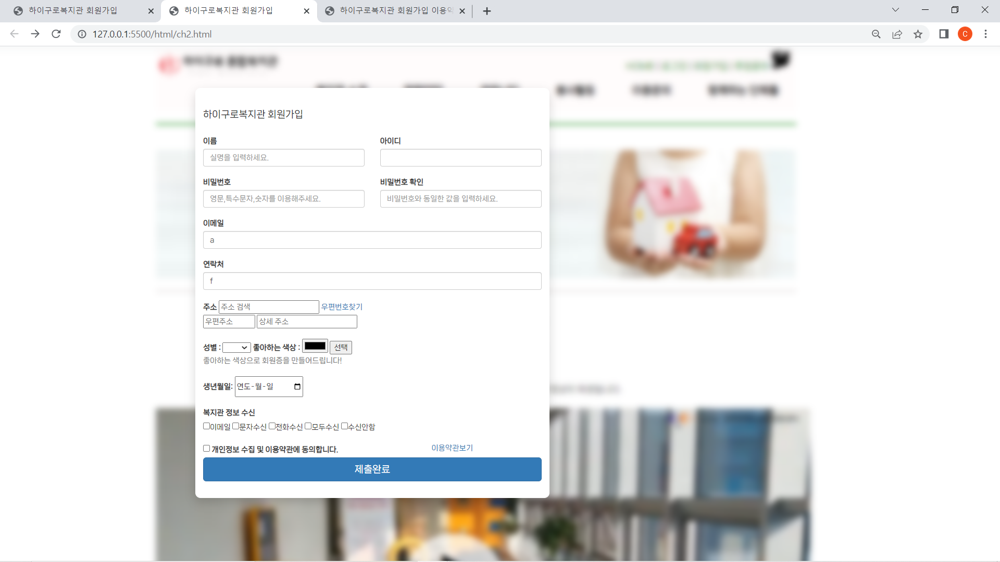 하이구로복지관 회원가입
하이구로복지관 회원가입
하이구로복지관 회원가입 이용약
127.0.0.1:5500/html/ch2.html
C
하이구로복지관 회원가입
이름
아이디
실명을 입력하세요.
비밀번호
비밀번호 확인
영문,특수문자,숫자를 이용해주세요.
비밀번호와 동일한 값을 입력하세요.
이메일
a
연락처
f
주소 주소 검색 우편번호찾기
우편주소 상세 주소
성별 : 좋아하는 색상 : 선택
좋아하는 색상으로 회원증을 만들어드립니다!
생년월일: 연도-월-일
복지관 정보 수신
이메일 문자수신 전화수신 모두수신 수신안함
개인정보 수집 및 이용약관에 동의합니다. 이용약관보기
제출완료